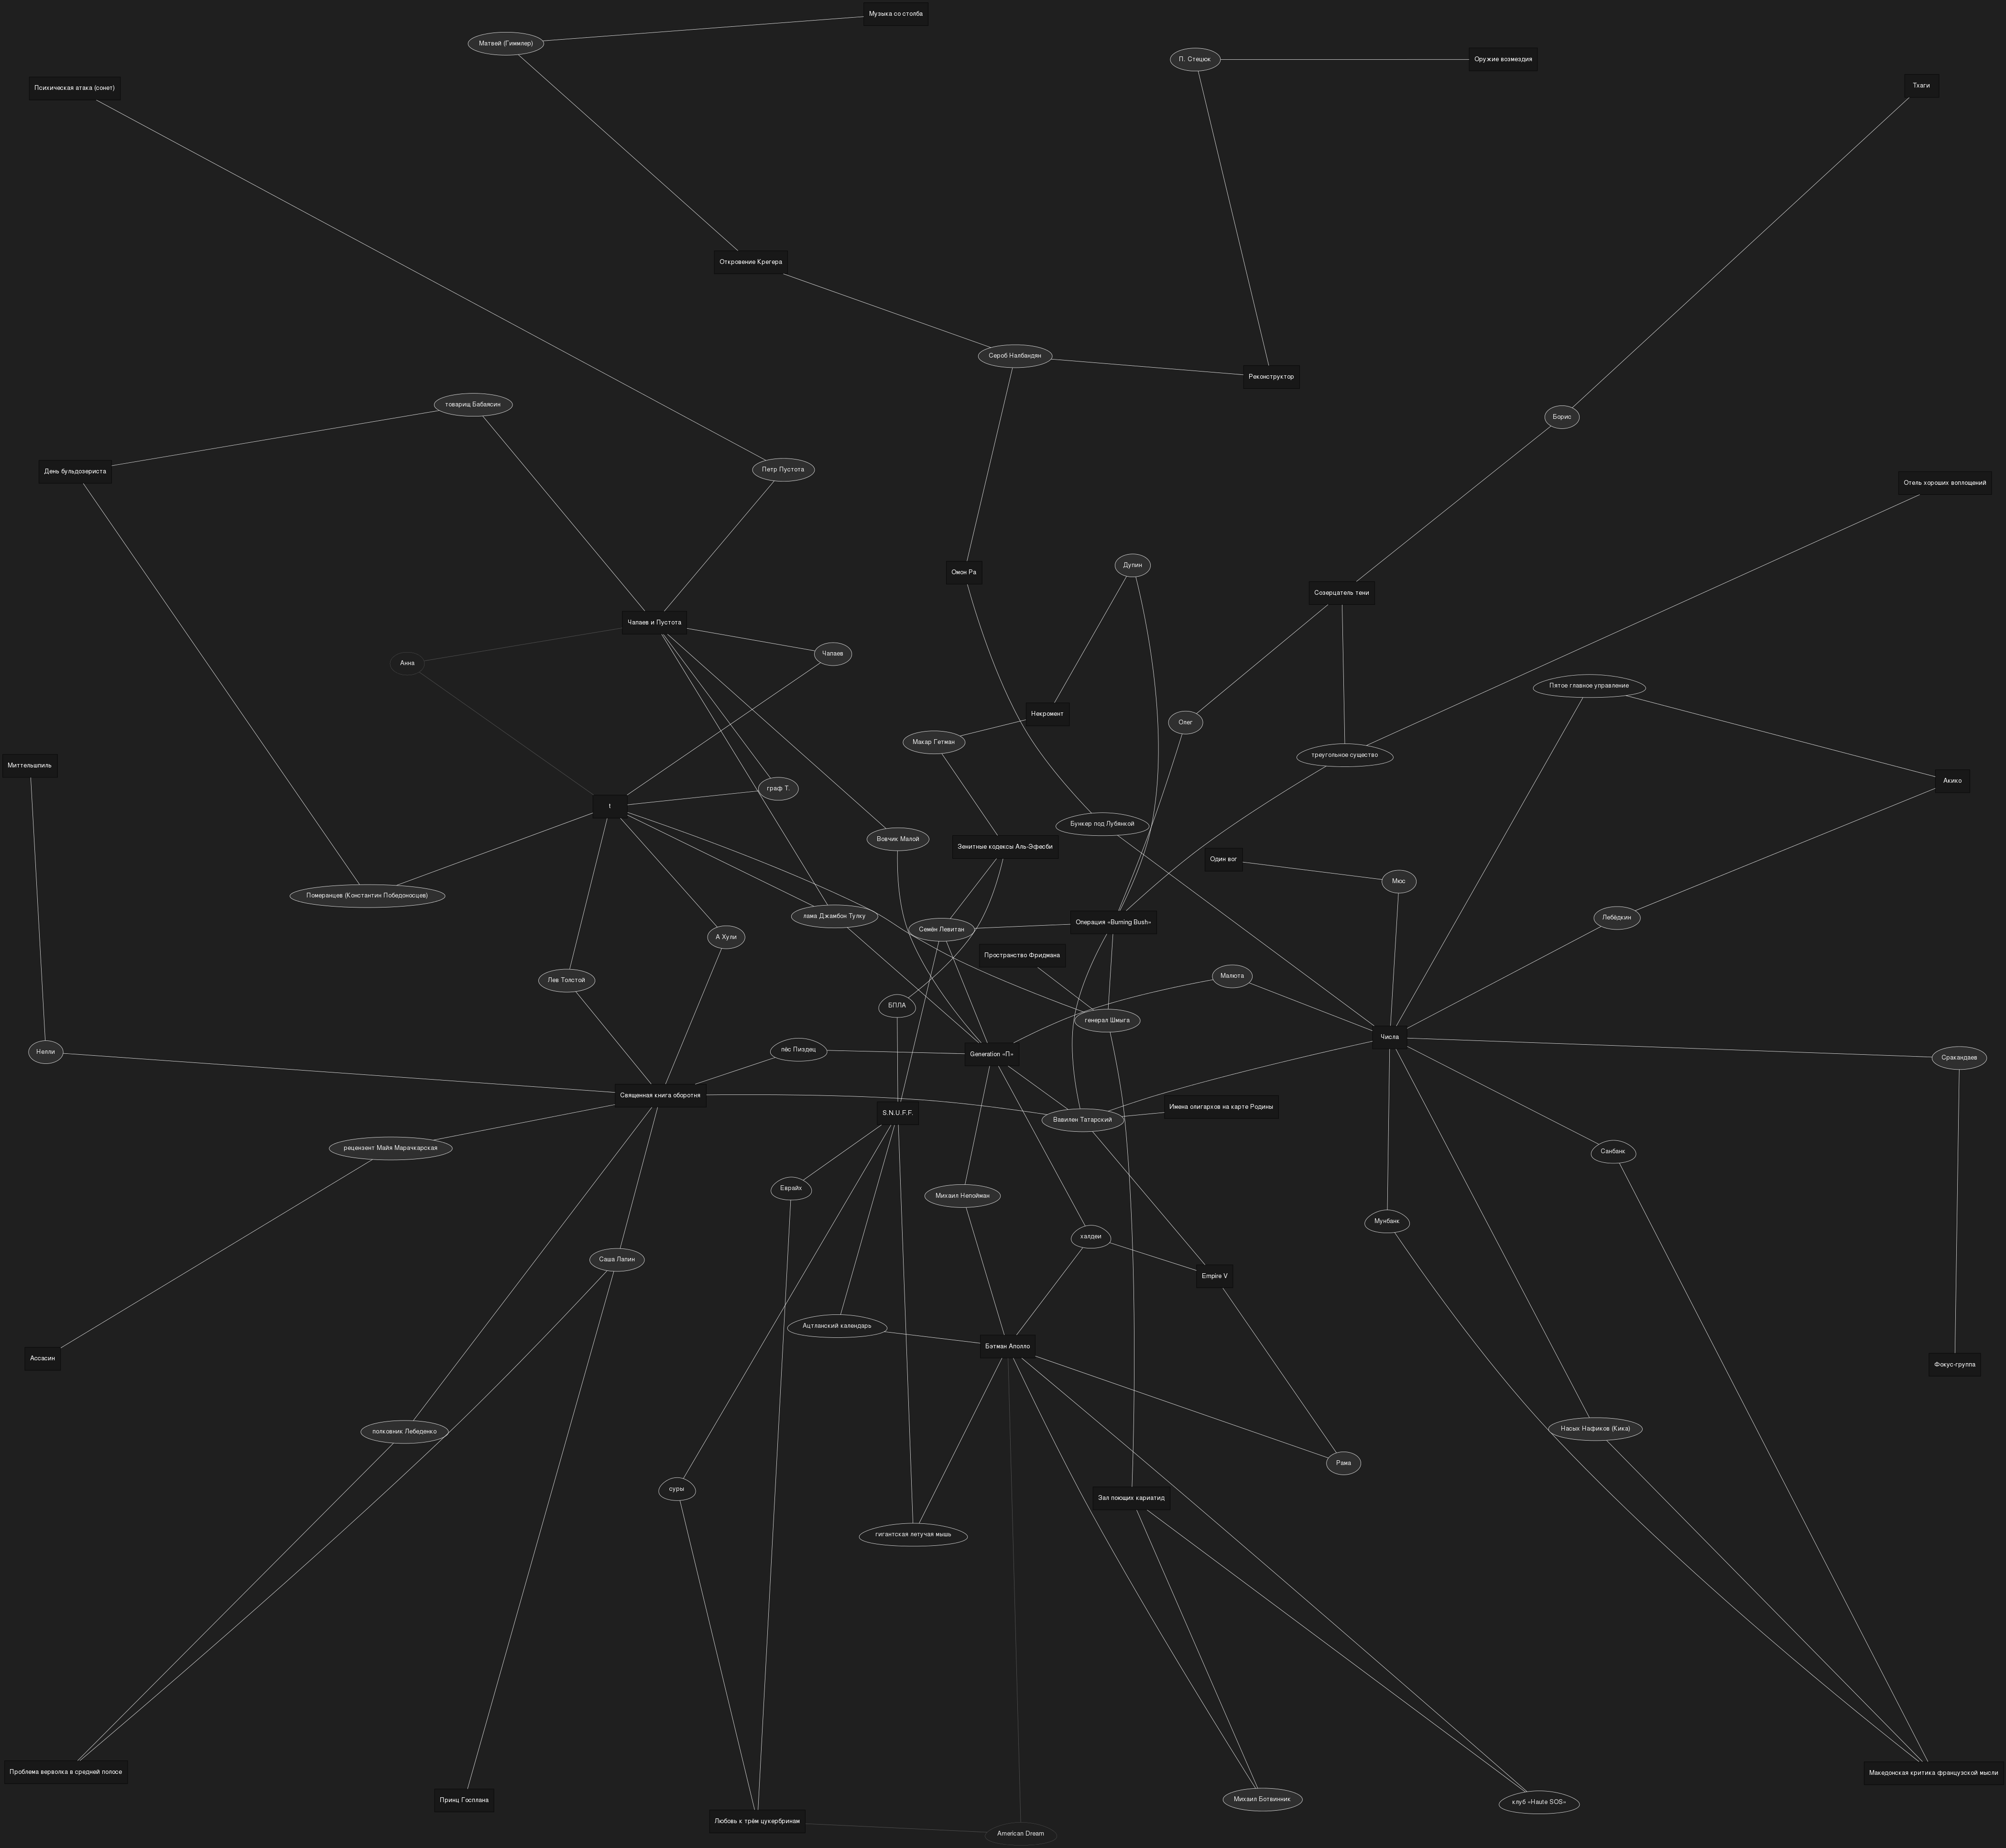 Музыка со столба
Матвей (Гиммлер)
П. Стецюк
Оружие возмездия
Тхаги
Психическая атака (сонет)
Откровение Крегера
Сероб Налбандян
Реконструктор
товарищ Бабаясин
Борис
Петр Пустота
День бульдозериста
Отель хороших воплощений
Дупин
Омон Ра
Созерцатель тени
Чапаев и Пустота
Чапаев
Анна
Пятое главное управление
Некромент
Олег
Макар Гетман
треугольное существо
Миттельшпиль
Акико
граф Т.
t
Бункер под Лубянкой
Вовчик Малой
Зенитные кодексы Аль-Эфесби
Один вог
Мюс
Померанцев (Константин Победоносцев)
лама Джамбон Тулку
Лебёдкин
Операция «Burning Bush»
Семён Левитан
А Хули
Пространство Фридмана
Малюта
Лев Толстой
БПЛА
генерал Шмыга
Числа
Нелли
пёс Пиздец
Generation «П»
Сракандаев
Священная книга оборотня
Имена олигархов на карте Родины
S.N.U.F.F.
Вавилен Татарский
рецензент Майя Марачкарская
Санбанк
Еврайх
Михаил Непойман
Мунбанк
халдеи
Саша Лапин
Empire V
Ацтланский календарь
Бэтман Аполло
Ассасин
Фокус-группа
полковник Лебеденко
Насых Нафиков (Кика)
Рама
суры
Зал поющих кариатид
гигантская летучая мышь
Проблема верволка в средней полосе
Македонская критика французской мысли
Принц Госплана
Михаил Ботвинник
клуб «Haute SOS»
Любовь к трём цукербринам
American Dream